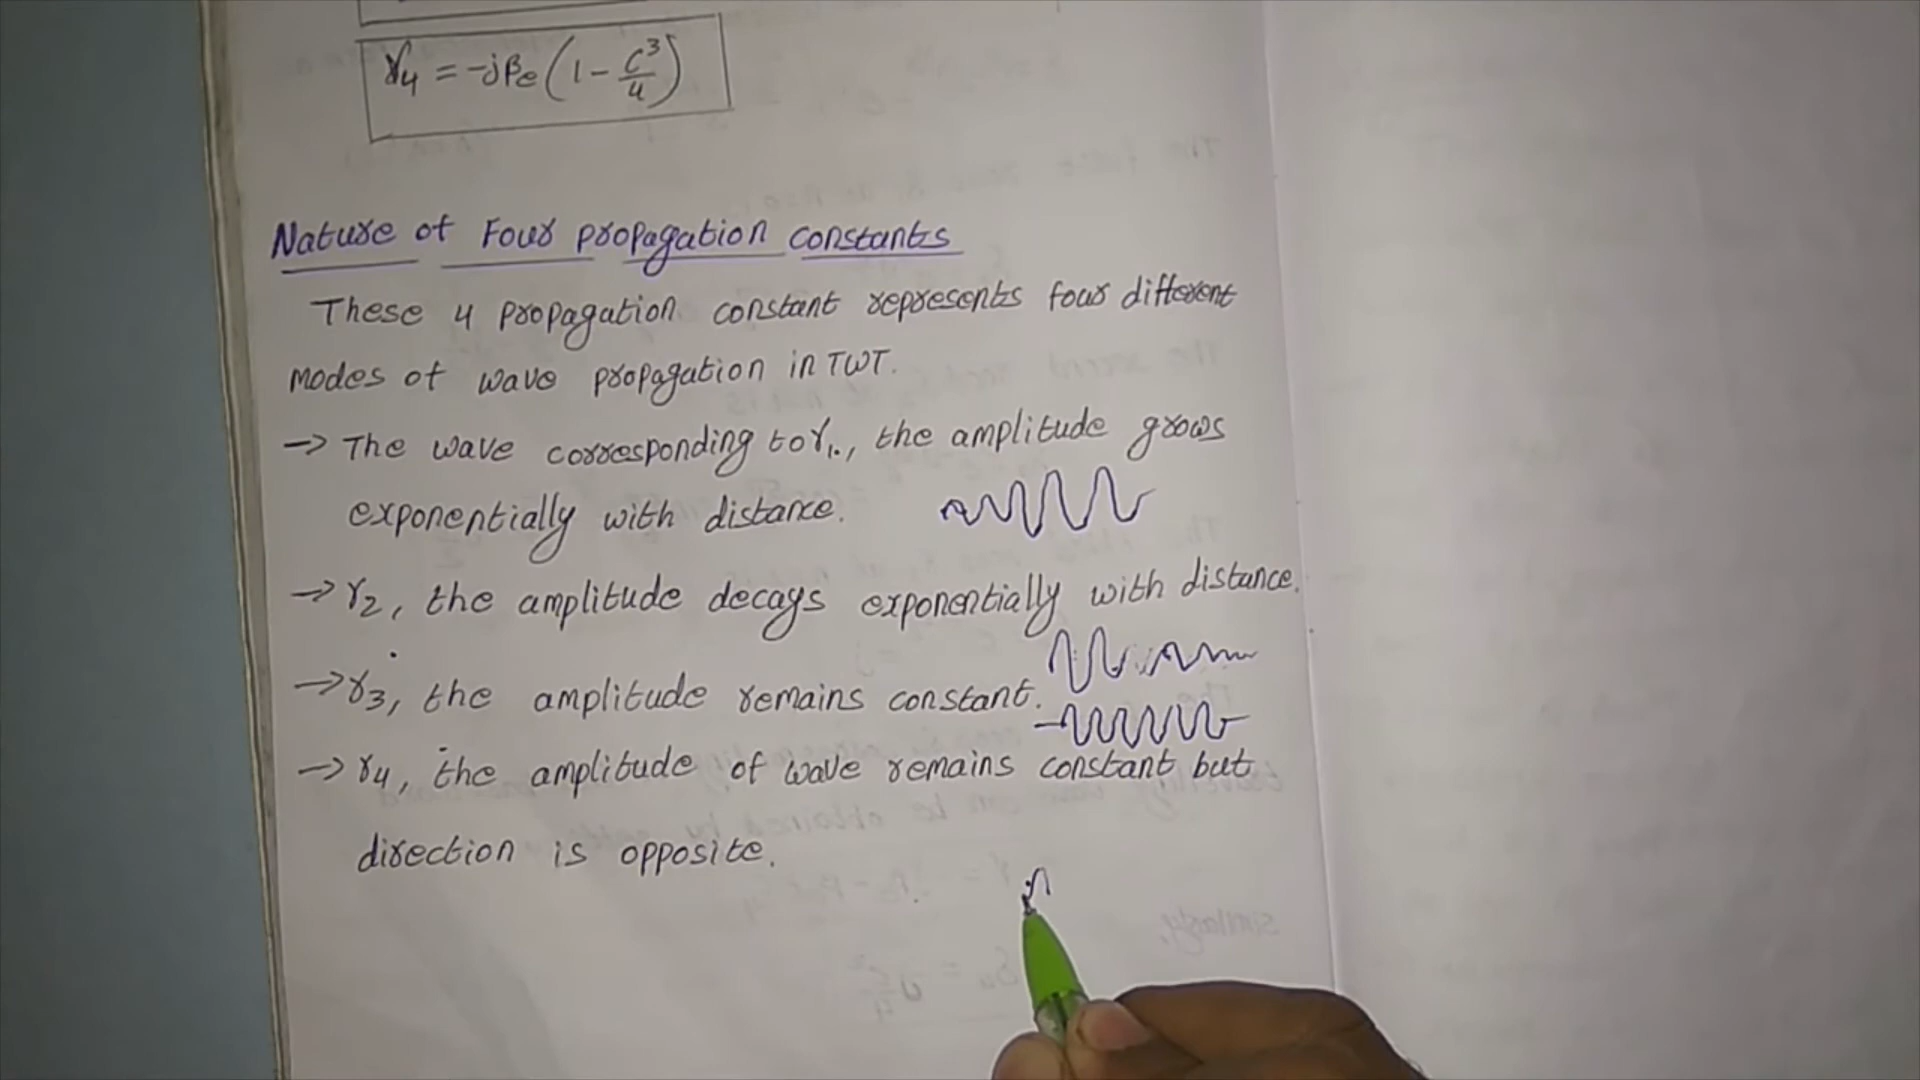 γ4 = -jβe(1 - C³/4)
Nature of Four propagation constants
These 4 propagation constant represents four different
modes of wave propagation in TWT.
→ The wave corresponding to γ1., the amplitude grows
exponentially with distance.
→ γ2, the amplitude decays exponentially with distance.
→ γ3, the amplitude remains constant.
→ γ4, the amplitude of wave remains constant but
direction is opposite.